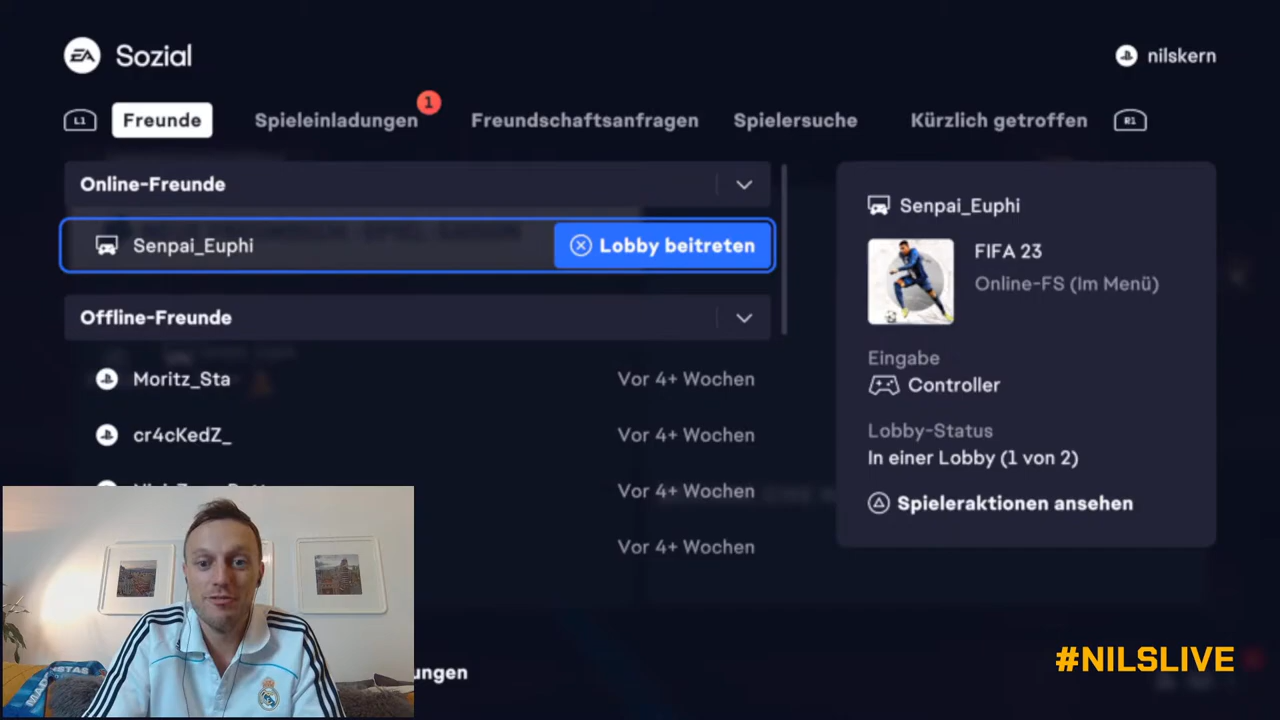 EA Sozial
nilskern
L1 Freunde Spieleinladungen 1 Freundschaftsanfragen Spielersuche Kürzlich getroffen R1
Online-Freunde
Senpai_Euphi Lobby beitreten
Offline-Freunde
Moritz_Sta Vor 4+ Wochen
cr4cKedZ_ Vor 4+ Wochen
Vor 4+ Wochen
Vor 4+ Wochen
ungen
Senpai_Euphi
FIFA 23
Online-FS (Im Menü)
Eingabe
Controller
Lobby-Status
In einer Lobby (1 von 2)
Spieleraktionen ansehen
#NILSLIVE